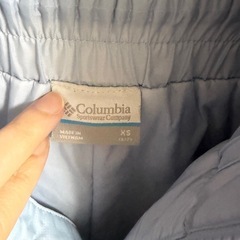 Columbia
Sportswear Company
MADE IN
VIETNAM
XS